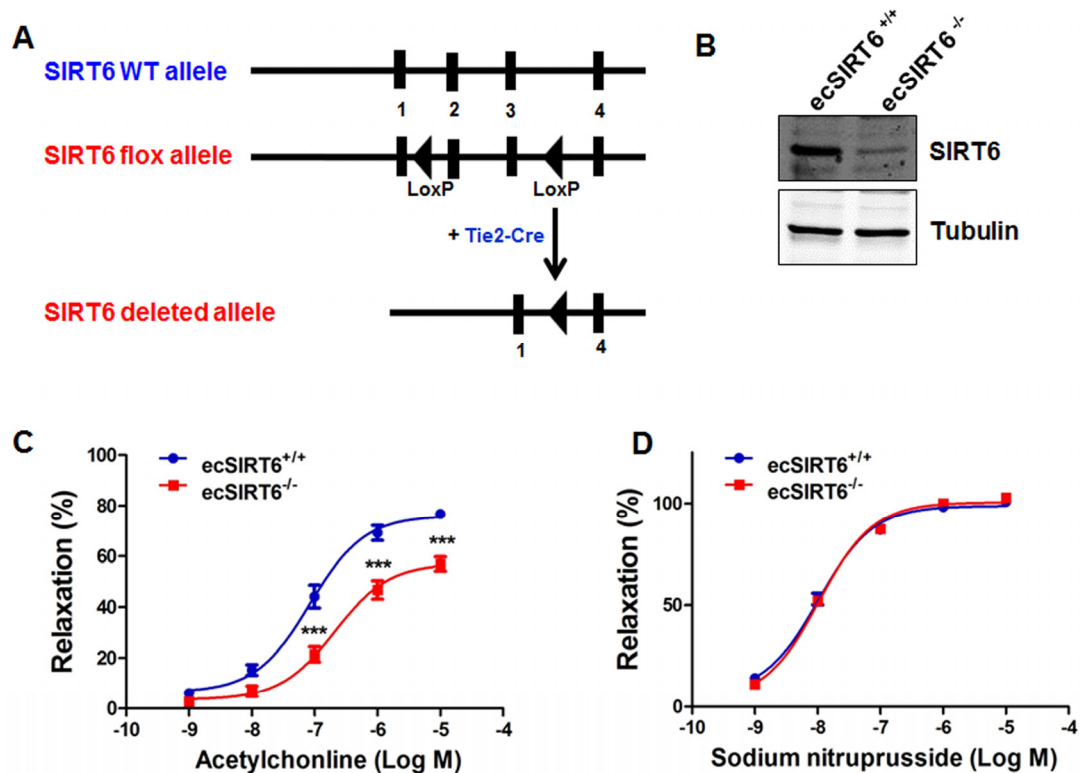 A
SIRT6 WT allele
1 2 3 4
SIRT6 flox allele
LoxP LoxP
+ Tie2-Cre
SIRT6 deleted allele
1 4
B
ecSIRT6+/+
ecSIRT6-/-
SIRT6
Tubulin
C
ecSIRT6+/+
ecSIRT6-/-
Relaxation (%)
100
80
60
40
20
0
***
***
***
-10 -9 -8 -7 -6 -5 -4
Acetylchonline (Log M)
D
ecSIRT6+/+
ecSIRT6-/-
Relaxation (%)
100
50
0
-10 -9 -8 -7 -6 -5 -4
Sodium nitruprusside (Log M)